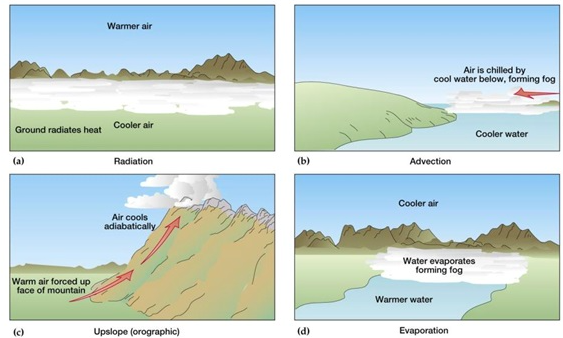 Warmer air
Ground radiates heat
Cooler air
(a)
Radiation
Air is chilled by
cool water below, forming fog
Cooler water
(b)
Advection
Air cools
adiabatically
Warm air forced up
face of mountain
(c)
Upslope (orographic)
Cooler air
Water evaporates
forming fog
Warmer water
(d)
Evaporation